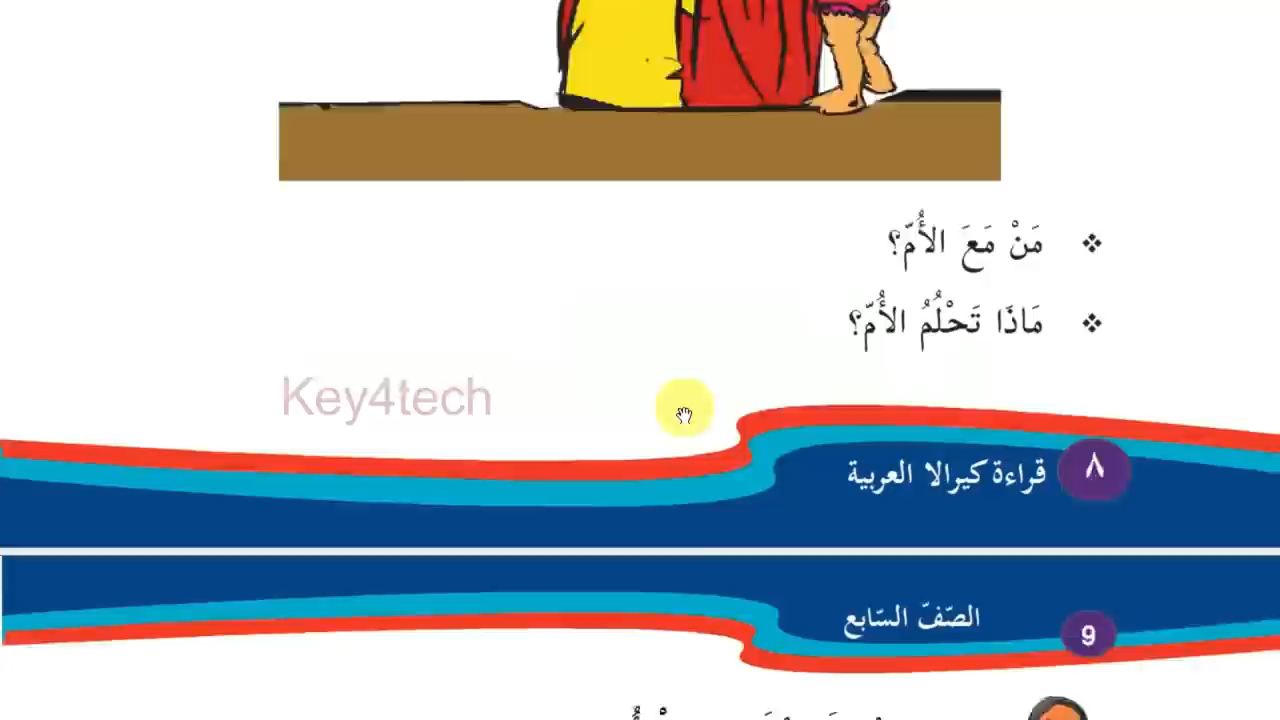 ❖ مَنْ مَعَ الأُمّ؟
❖ مَاذَا تَحْلُمُ الأُمّ؟
Key4tech
٨ قراءة كيرالا العربية
9 الصّفّ السّابع